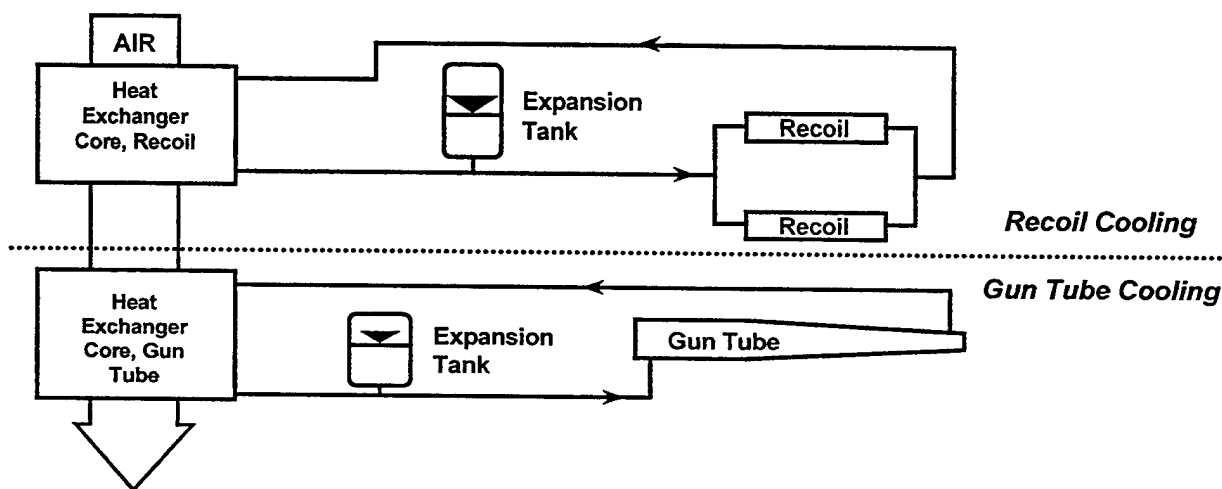 AIR
Heat
Exchanger
Core, Recoil
Expansion
Tank
Recoil
Recoil
Recoil Cooling
Gun Tube Cooling
Heat
Exchanger
Core, Gun
Tube
Expansion
Tank
Gun Tube